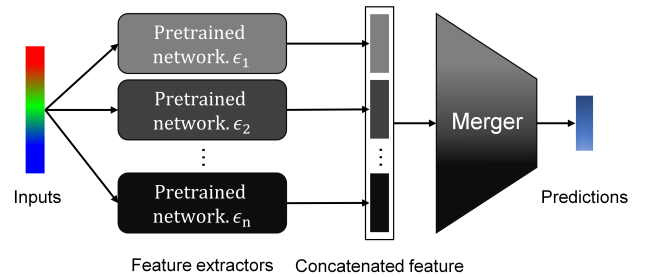 Pretrained
network. ϵ₁
Pretrained
network. ϵ₂
Pretrained
network. ϵₙ
Merger
Inputs
Predictions
Feature extractors
Concatenated feature